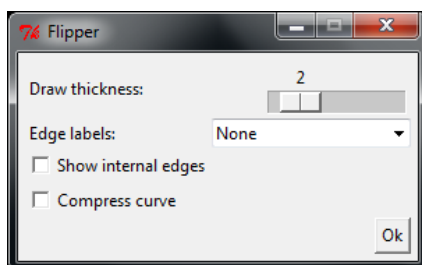 Flipper
2
Draw thickness:
Edge labels: None
Show internal edges
Compress curve
Ok